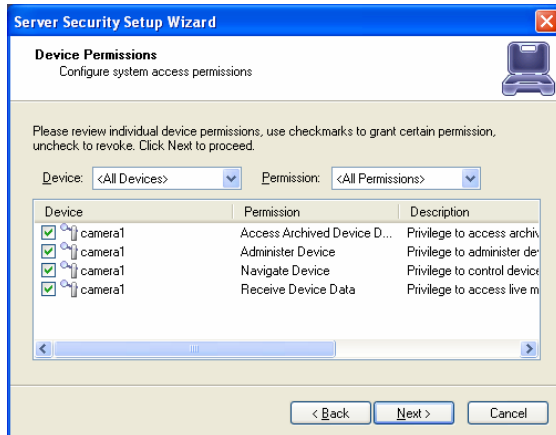 Server Security Setup Wizard
Device Permissions
Configure system access permissions
Please review individual device permissions, use checkmarks to grant certain permission,
uncheck to revoke. Click Next to proceed.
Device: <All Devices> Permission: <All Permissions>
Device Permission Description
camera1 Access Archived Device D... Privilege to access archiv
camera1 Administer Device Privilege to administer dev
camera1 Navigate Device Privilege to control device
camera1 Receive Device Data Privilege to access live m
< Back Next > Cancel